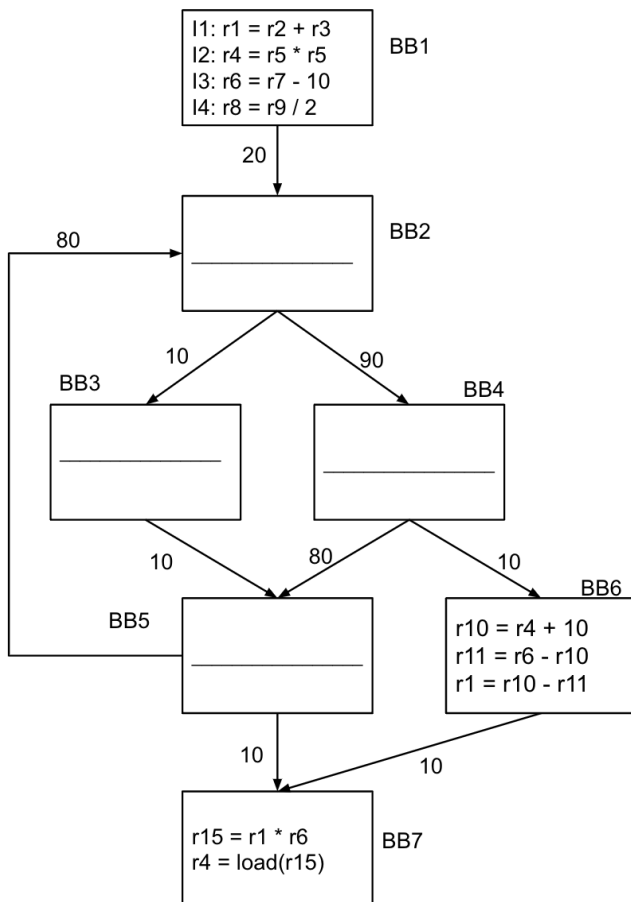 I1: r1 = r2 + r3
I2: r4 = r5 * r5
I3: r6 = r7 - 10
I4: r8 = r9 / 2
BB1
20
BB2
80
10
90
BB3
BB4
10
80
10
BB5
BB6
r10 = r4 + 10
r11 = r6 - r10
r1 = r10 - r11
10
10
BB7
r15 = r1 * r6
r4 = load(r15)